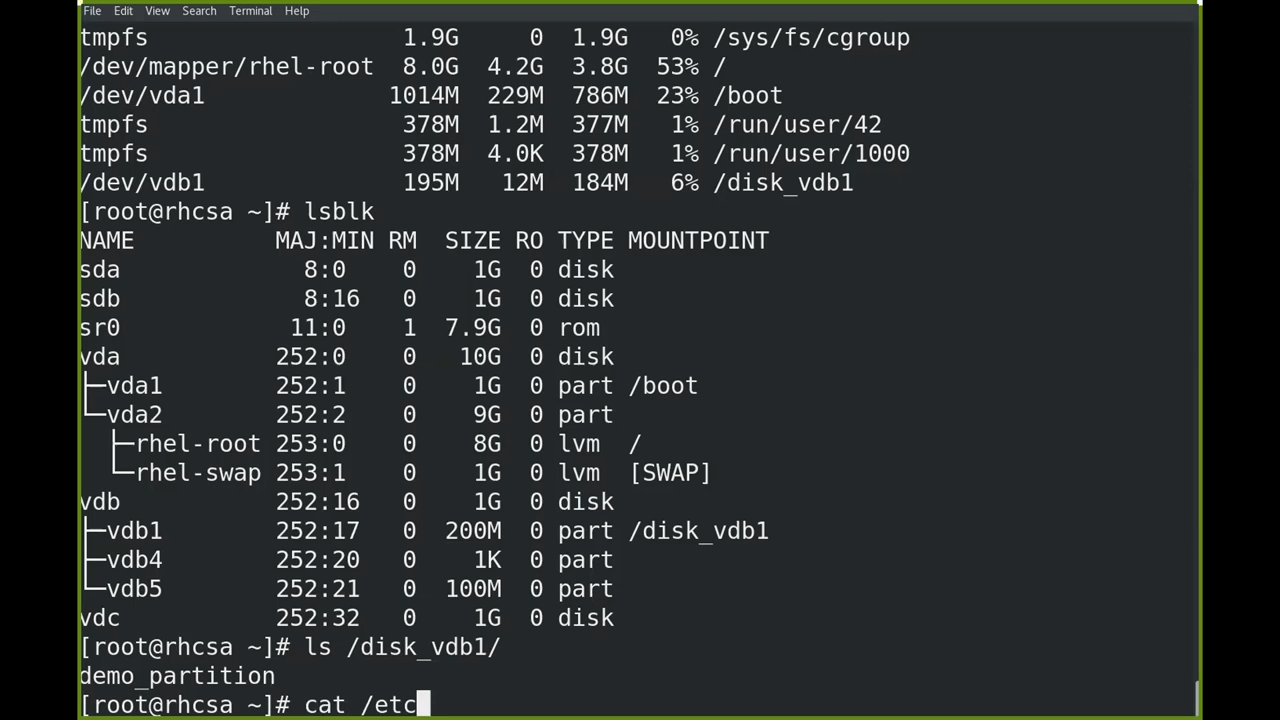 File Edit View Search Terminal Help
tmpfs 1.9G 0 1.9G 0% /sys/fs/cgroup
/dev/mapper/rhel-root 8.0G 4.2G 3.8G 53% /
/dev/vda1 1014M 229M 786M 23% /boot
tmpfs 378M 1.2M 377M 1% /run/user/42
tmpfs 378M 4.0K 378M 1% /run/user/1000
/dev/vdb1 195M 12M 184M 6% /disk_vdb1
[root@rhcsa ~]# lsblk
NAME MAJ:MIN RM SIZE RO TYPE MOUNTPOINT
sda 8:0 0 1G 0 disk
sdb 8:16 0 1G 0 disk
sr0 11:0 1 7.9G 0 rom
vda 252:0 0 10G 0 disk
├─vda1 252:1 0 1G 0 part /boot
└─vda2 252:2 0 9G 0 part
  ├─rhel-root 253:0 0 8G 0 lvm /
  └─rhel-swap 253:1 0 1G 0 lvm [SWAP]
vdb 252:16 0 1G 0 disk
├─vdb1 252:17 0 200M 0 part /disk_vdb1
├─vdb4 252:20 0 1K 0 part
└─vdb5 252:21 0 100M 0 part
vdc 252:32 0 1G 0 disk
[root@rhcsa ~]# ls /disk_vdb1/
demo_partition
[root@rhcsa ~]# cat /etc